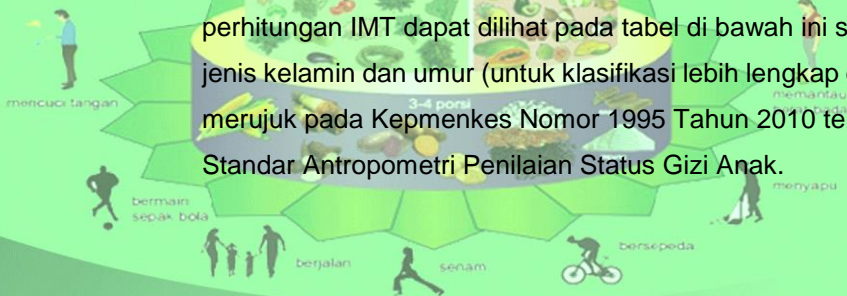 perhitungan IMT dapat dilihat pada tabel di bawah ini
jenis kelamin dan umur (untuk klasifikasi lebih lengkap
merujuk pada Kepmenkes Nomor 1995 Tahun 2010
Standar Antropometri Penilaian Status Gizi Anak.
mencuci tangan
3-4 porsi
memantau
menyapu
bermain
sepak bola
bersepeda
berjalan
senam